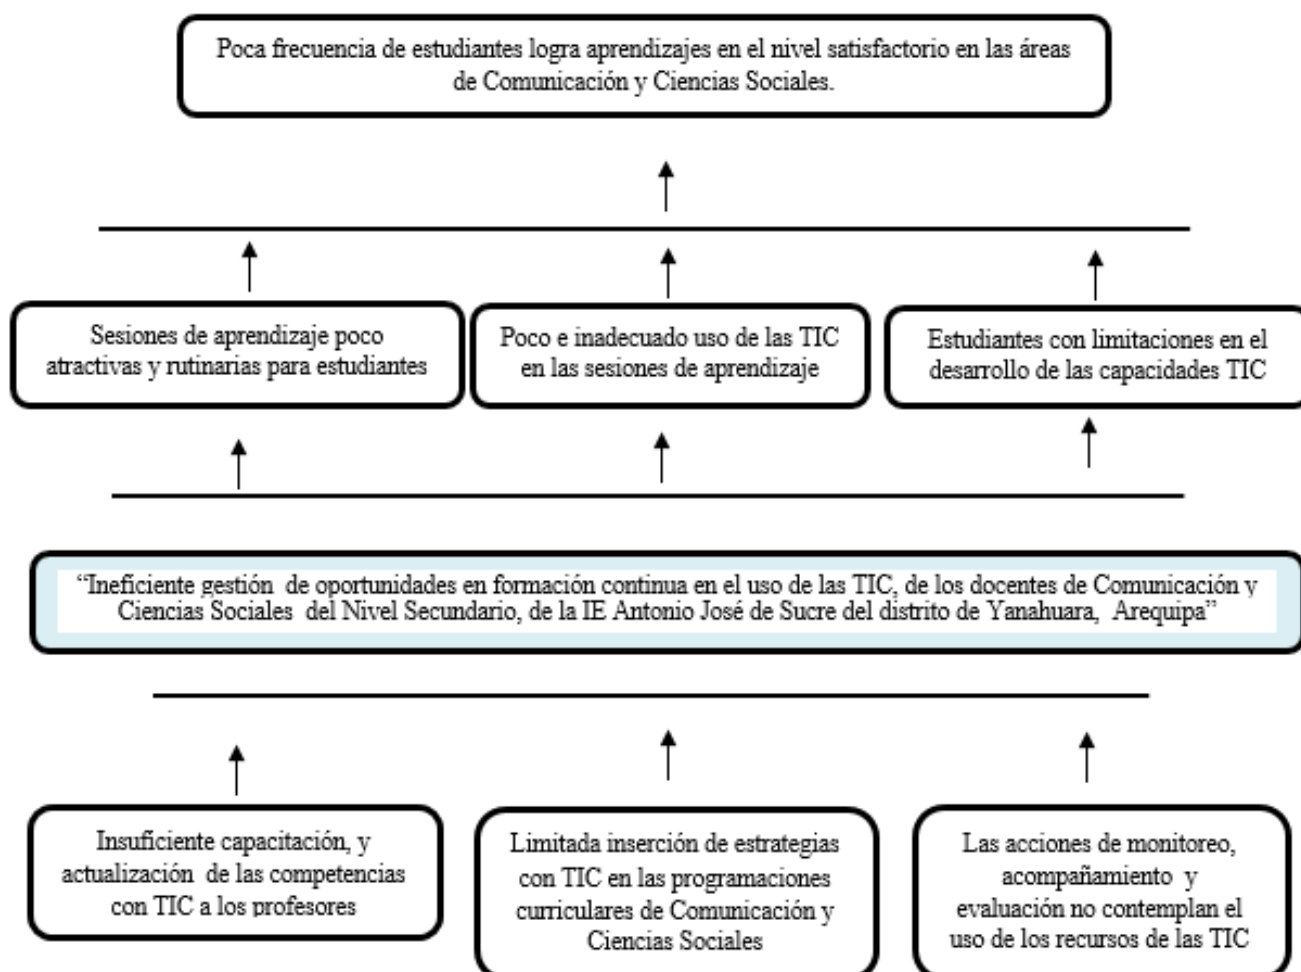 Poca frecuencia de estudiantes logra aprendizajes en el nivel satisfactorio en las áreas
de Comunicación y Ciencias Sociales.
Sesiones de aprendizaje poco
atractivas y rutinarias para estudiantes
Poco e inadecuado uso de las TIC
en las sesiones de aprendizaje
Estudiantes con limitaciones en el
desarrollo de las capacidades TIC
“Ineficiente gestión de oportunidades en formación continua en el uso de las TIC, de los docentes de Comunicación y
Ciencias Sociales del Nivel Secundario, de la IE Antonio José de Sucre del distrito de Yanahuara, Arequipa”
Insuficiente capacitación, y
actualización de las competencias
con TIC a los profesores
Limitada inserción de estrategias
con TIC en las programaciones
curriculares de Comunicación y
Ciencias Sociales
Las acciones de monitoreo,
acompañamiento y
evaluación no contemplan el
uso de los recursos de las TIC